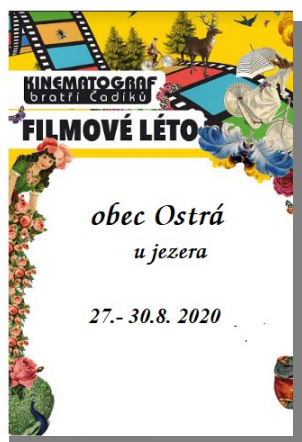 KINEMATOGRAF
bratří Čadíků
FILMOVÉ LÉTO
obec Ostrá
u jezera
27.- 30.8. 2020